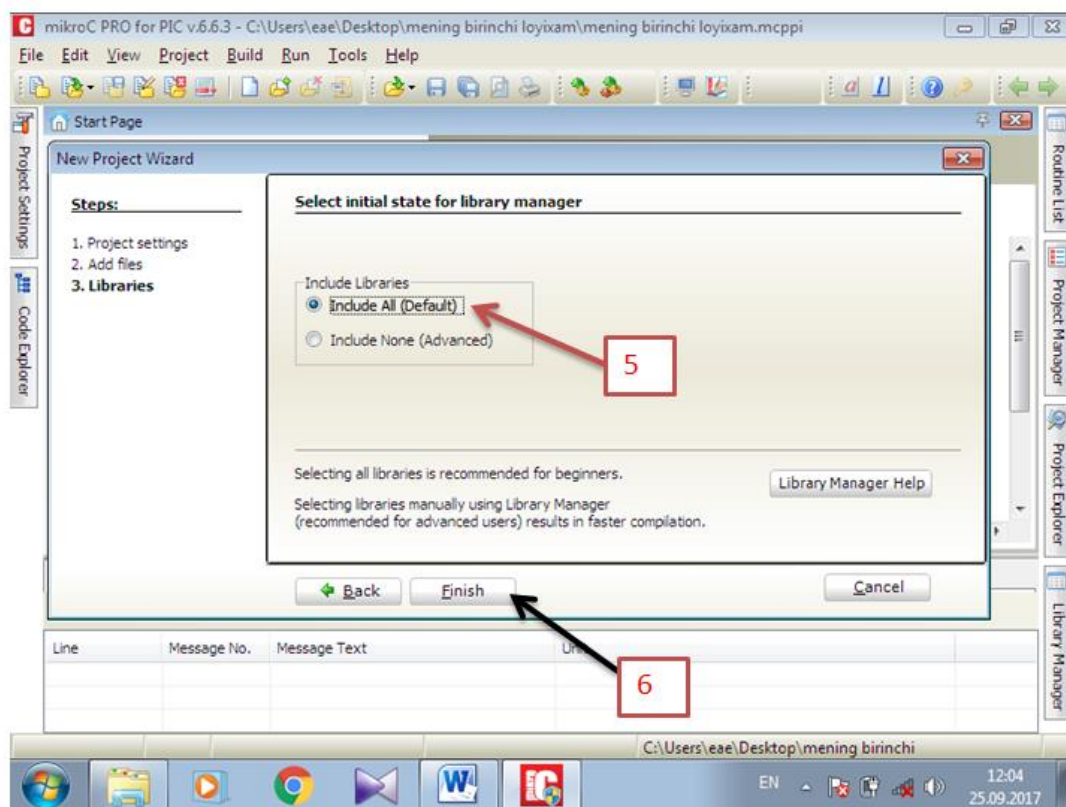 mikroC PRO for PIC v.6.6.3 - C:\Users\eae\Desktop\mening birinchi loyixam\mening birinchi loyixam.mcppi
File Edit View Project Build Run Tools Help
Start Page
Project Settings
Code Explorer
New Project Wizard
Steps:
1. Project settings
2. Add files
3. Libraries
Select initial state for library manager
Include Libraries
Include All (Default)
Include None (Advanced)
5
Selecting all libraries is recommended for beginners.
Selecting libraries manually using Library Manager
(recommended for advanced users) results in faster compilation.
Library Manager Help
Back Finish Cancel
Routine List
Project Manager
Project Explorer
Library Manager
Line Message No. Message Text
6
C:\Users\eae\Desktop\mening birinchi
EN
12:04
25.09.2017